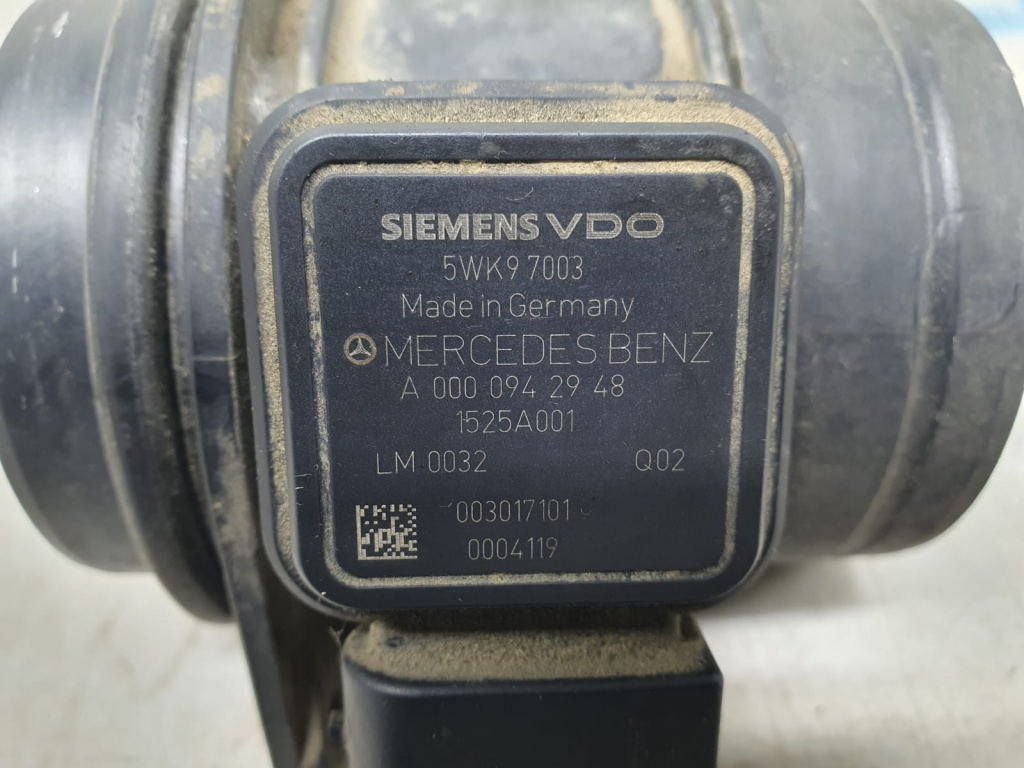 SIEMENS VDO
5WK9 7003
Made in Germany
MERCEDES BENZ
A 000 094 29 48
1525A001
LM 0032 Q02
003017101
0004119